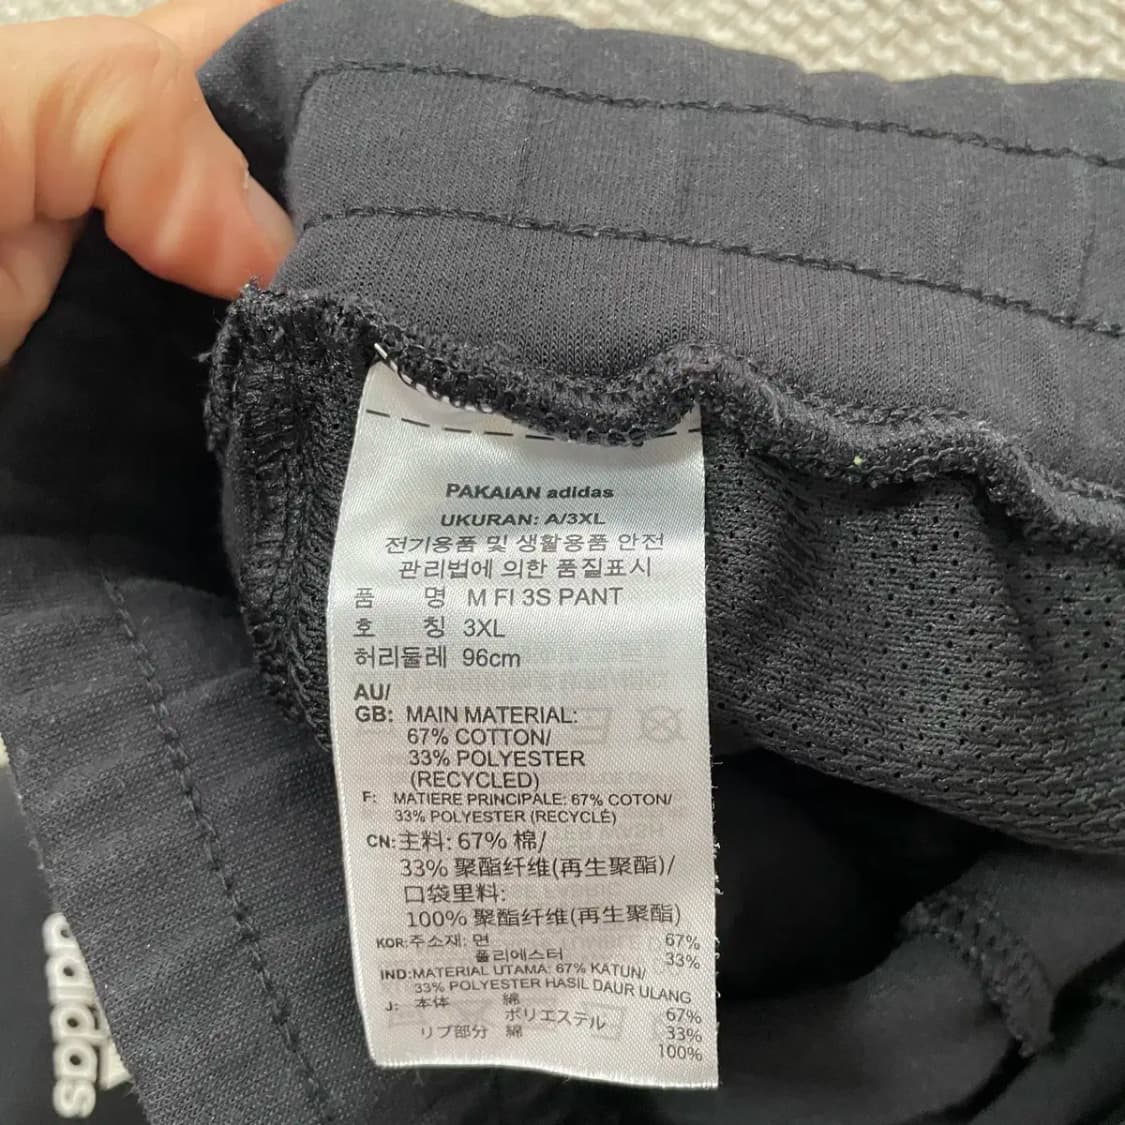 PAKAIAN adidas
UKURAN: A/3XL
전기용품 및 생활용품 안전
관리법에 의한 품질표시
품 명 M FI 3S PANT
호 칭 3XL
허리둘레 96cm
AU/
GB: MAIN MATERIAL:
67% COTTON/
33% POLYESTER
(RECYCLED)
F: MATIERE PRINCIPALE: 67% COTON/
33% POLYESTER (RECYCLÉ)
CN: 主料: 67% 棉/
33% 聚酯纤维(再生聚酯)/
口袋里料:
100% 聚酯纤维(再生聚酯)
KOR: 주소재: 면 67%
폴리에스터 33%
IND: MATERIAL UTAMA: 67% KATUN/
33% POLYESTER HASIL DAUR ULANG
J: 本体 綿 67%
ポリエステル 33%
リブ部分 綿 100%
adidas